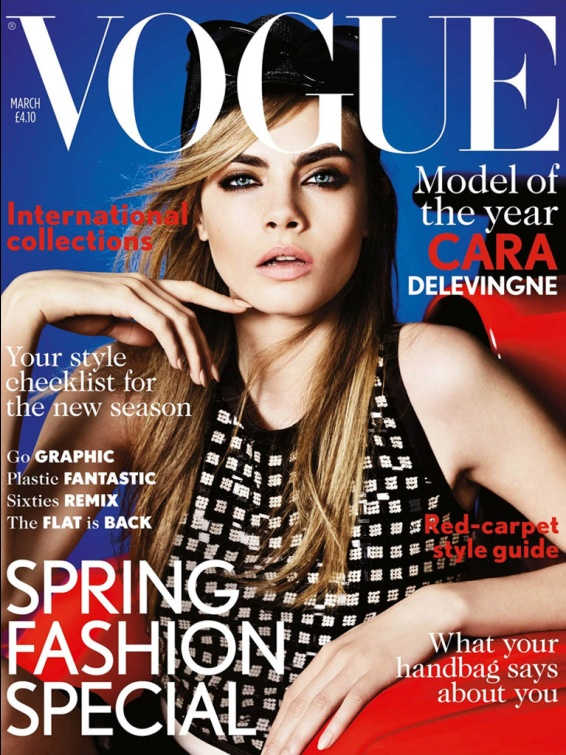 VOGUE
®
MARCH
£4.10
Model of
the year
CARA
DELEVINGNE
International
collections
Your style
checklist for
the new season
Go GRAPHIC
Plastic FANTASTIC
Sixties REMIX
The FLAT is BACK
Red-carpet
style guide
SPRING
FASHION
SPECIAL
What your
handbag says
about you